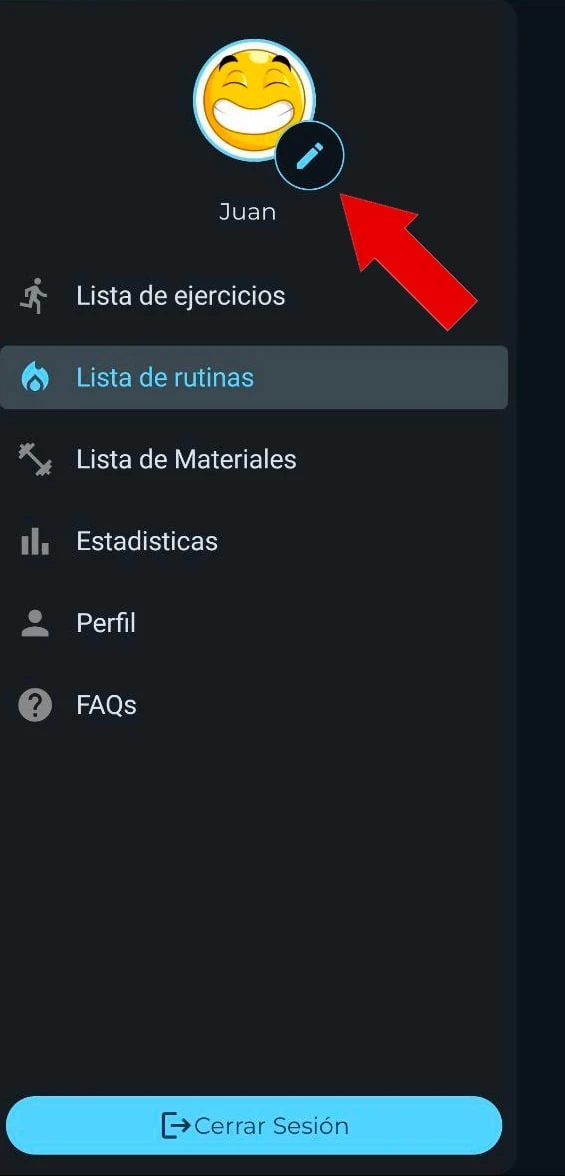 Juan
Lista de ejercicios
Lista de rutinas
Lista de Materiales
Estadisticas
Perfil
FAQs
Cerrar Sesión